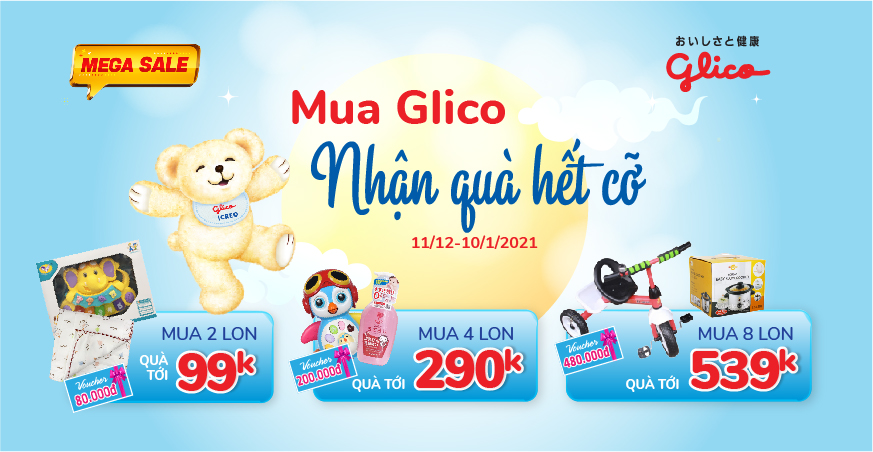 MEGA SALE
おいしさと健康
Glico
Mua Glico
Nhận quà hết cỡ
11/12-10/1/2021
Glico
ICREO
MUA 2 LON
QUÀ TỚI 99k
Voucher
80.000đ
MUA 4 LON
QUÀ TỚI 290k
Voucher
200.000đ
MUA 8 LON
QUÀ TỚI 539k
Voucher
480.000đ